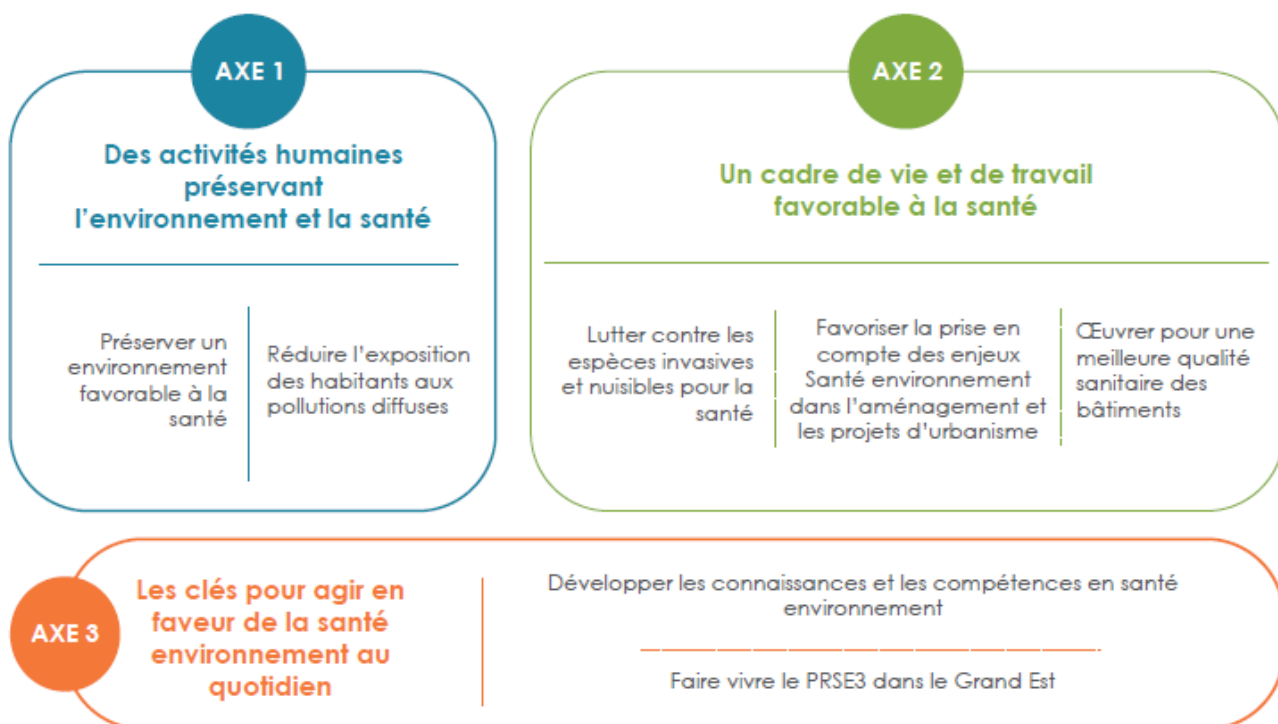 AXE 1
Des activités humaines
préservant
l'environnement et la santé
Préserver un
environnement
favorable à la
santé
Réduire l'exposition
des habitants aux
pollutions diffuses
AXE 2
Un cadre de vie et de travail
favorable à la santé
Lutter contre les
espèces invasives
et nuisibles pour la
santé
Favoriser la prise en
compte des enjeux
Santé environnement
dans l'aménagement et
les projets d'urbanisme
Œuvrer pour une
meilleure qualité
sanitaire des
bâtiments
AXE 3
Les clés pour agir en
faveur de la santé
environnement au
quotidien
Développer les connaissances et les compétences en santé
environnement
Faire vivre le PRSE3 dans le Grand Est